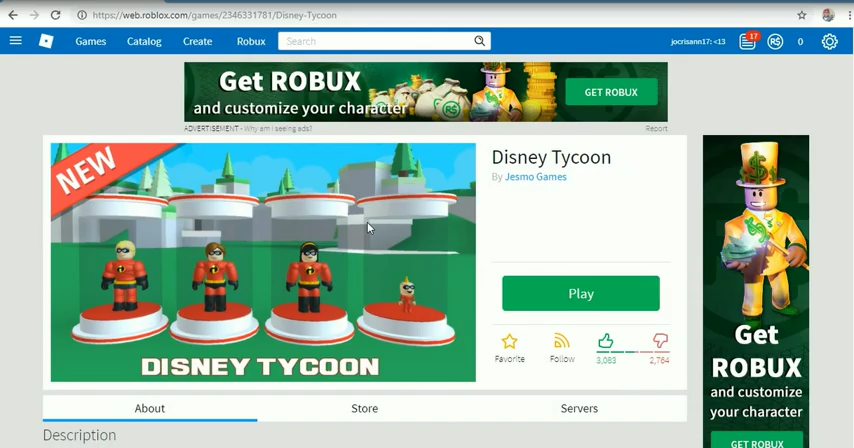 https://web.roblox.com/games/2346331781/Disney-Tycoon
Games Catalog Create Robux Search jocrisann17: <13 17 0
Get ROBUX
and customize your character
GET ROBUX
ADVERTISEMENT - Why am I seeing ads? Report
NEW
DISNEY TYCOON
Disney Tycoon
By Jesmo Games
Play
Favorite Follow 3,083 2,764
Get
ROBUX
and customize
your character
GET ROBUX
About Store Servers
Description